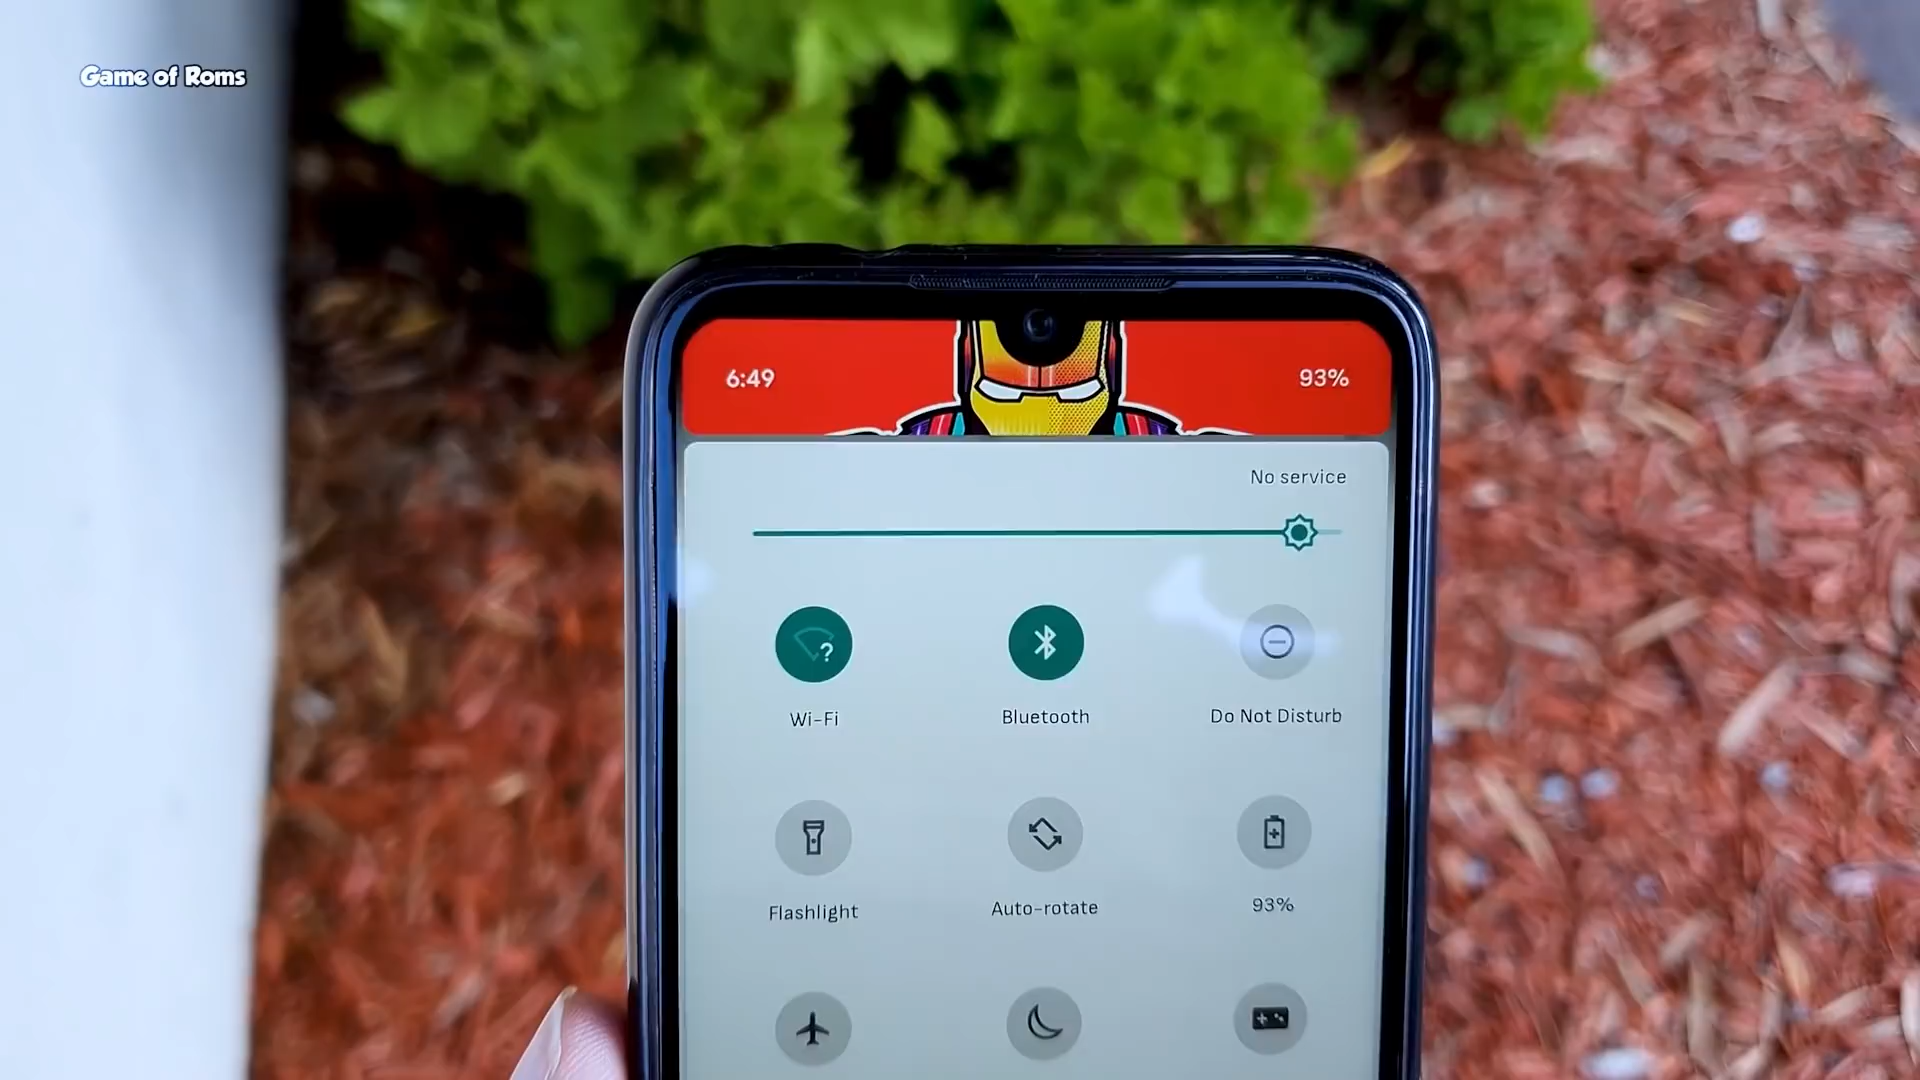 Game of Roms
6:49
93%
No service
?
Wi-Fi
Bluetooth
Do Not Disturb
Flashlight
Auto-rotate
93%